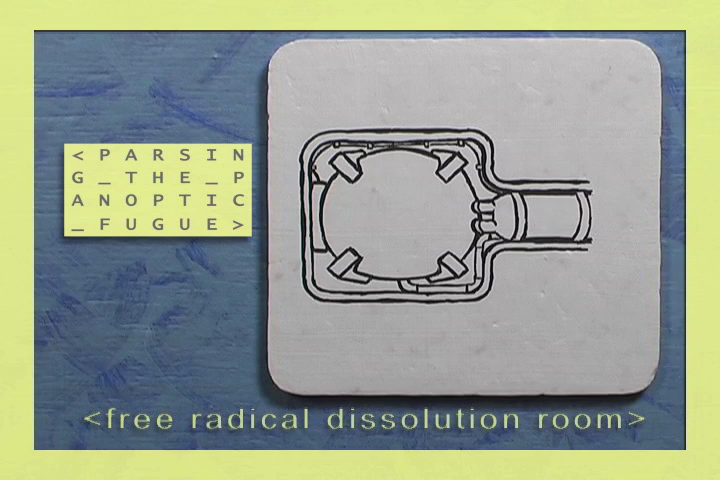 < P A R S I N
G _ T H E _ P
A N O P T I C
_ F U G U E >
<free radical dissolution room>